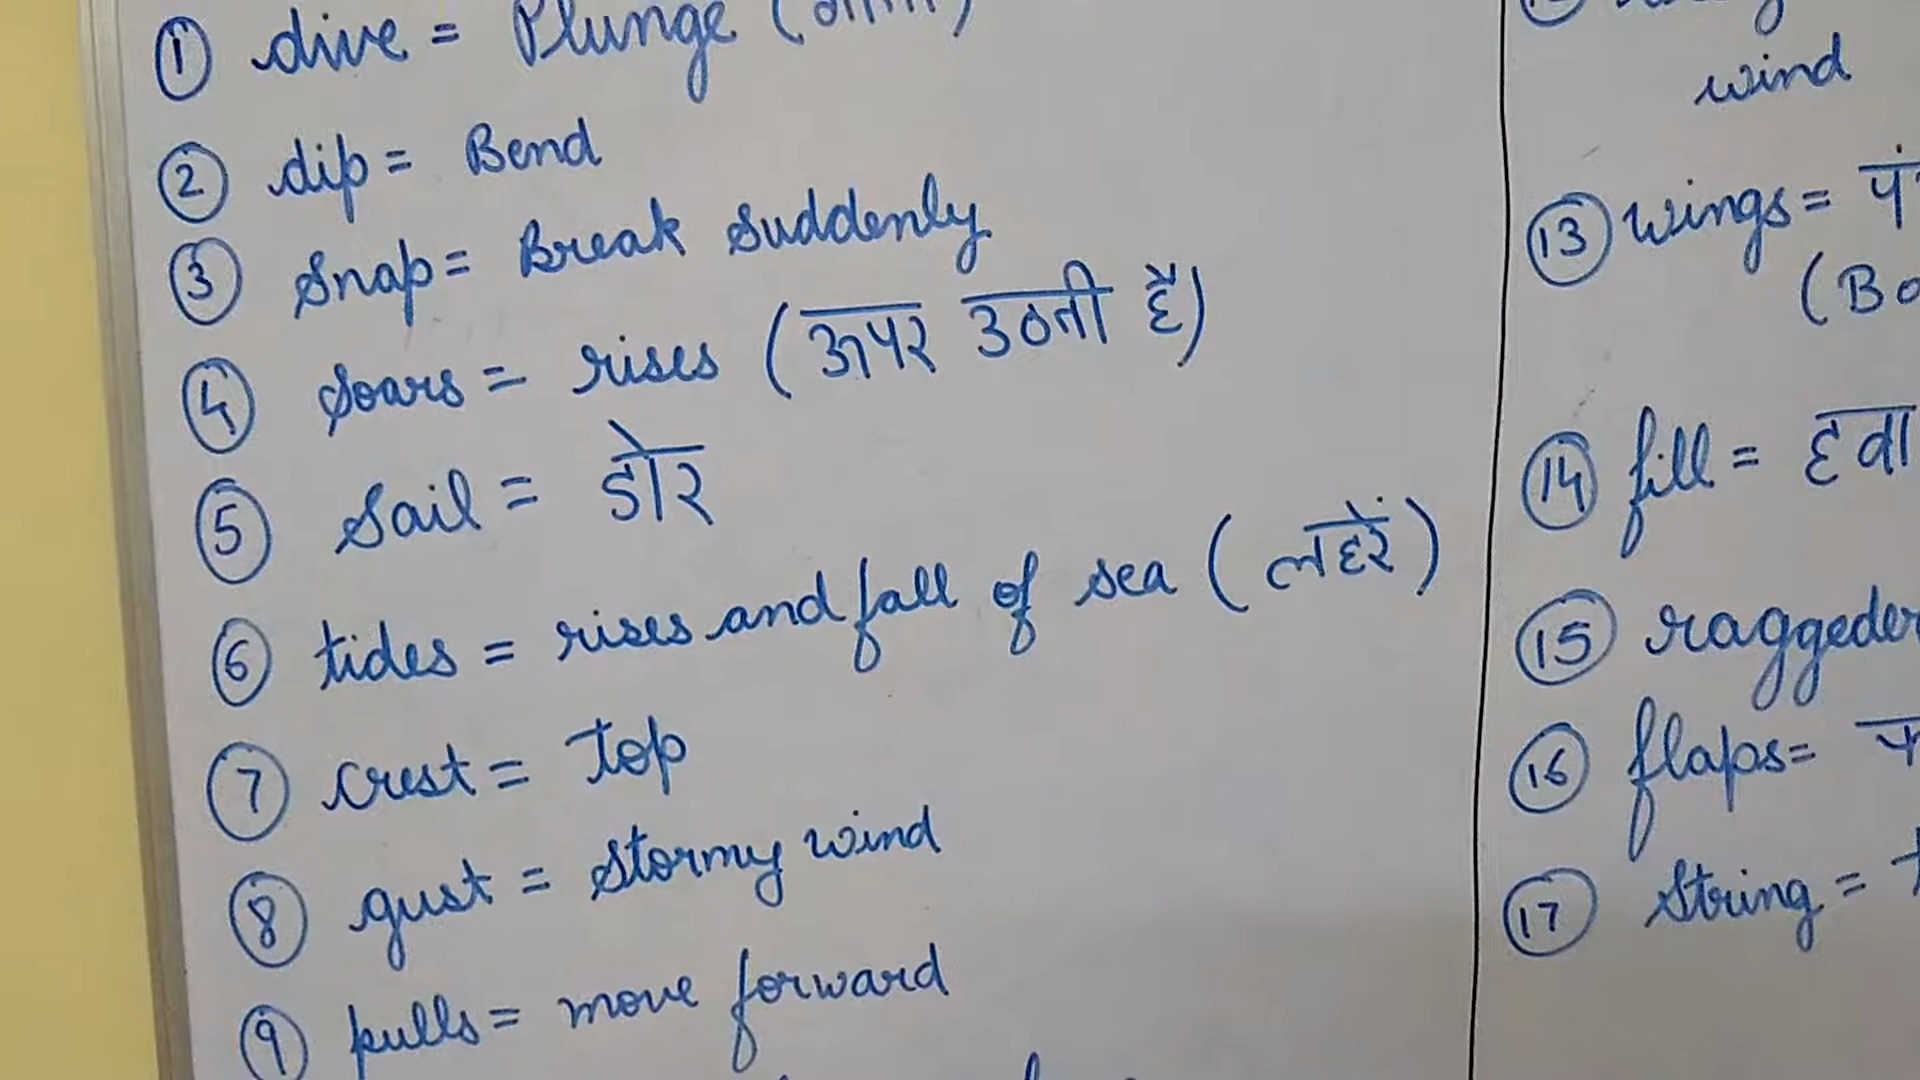 ① dive = Plunge
② dip = Bend
③ snap = Break suddenly
④ soars = rises (ऊपर उठती है)
⑤ sail = डोर
⑥ tides = rises and fall of sea (लहरें)
⑦ crest = top
⑧ gust = stormy wind
⑨ pulls = move forward
wind
⑬ wings =
⑭ fill = हवा
⑮ raggeder
⑯ flaps =
⑰ string =